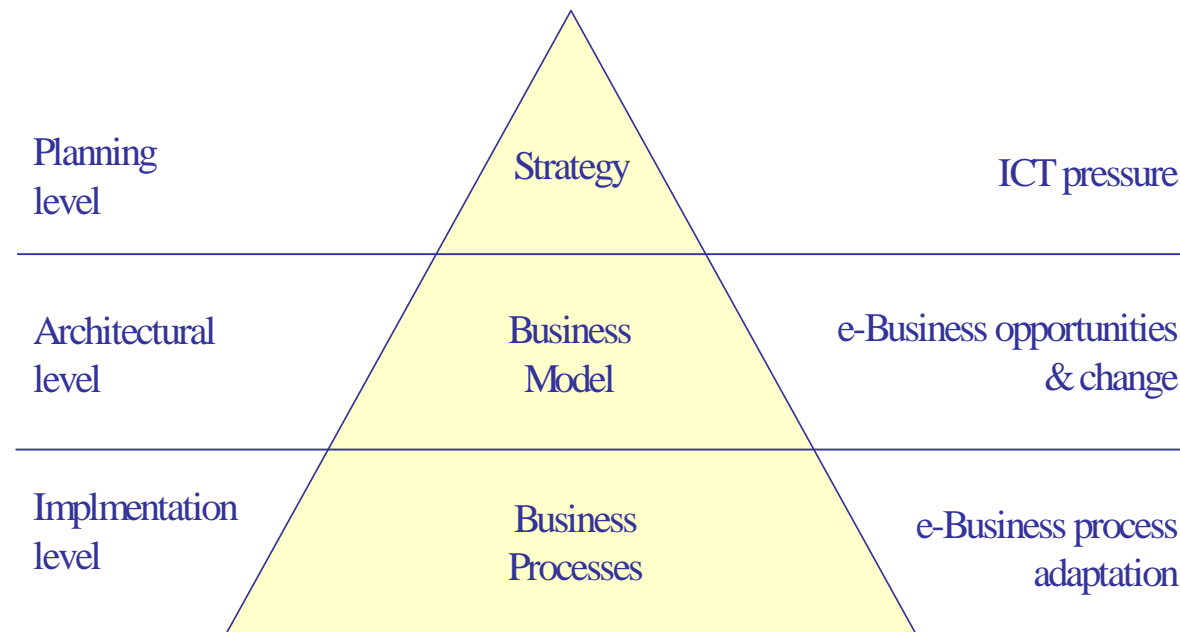 Planning
level
Strategy
ICT pressure
Architectural
level
Business
Model
e-Business opportunities
& change
Implmentation
level
Business
Processes
e-Business process
adaptation